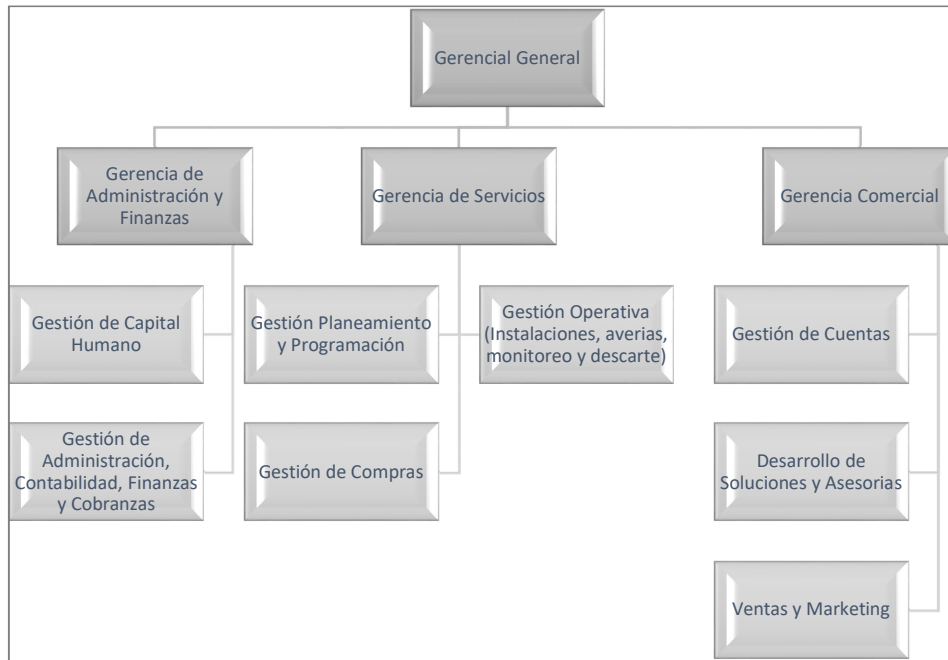 Gerencial General
Gerencia de
Administración y
Finanzas
Gerencia de Servicios
Gerencia Comercial
Gestión de Capital
Humano
Gestión Planeamiento
y Programación
Gestión Operativa
(Instalaciones, averias,
monitoreo y descarte)
Gestión de Cuentas
Gestión de
Administración,
Contabilidad, Finanzas
y Cobranzas
Gestión de Compras
Desarrollo de
Soluciones y Asesorias
Ventas y Marketing